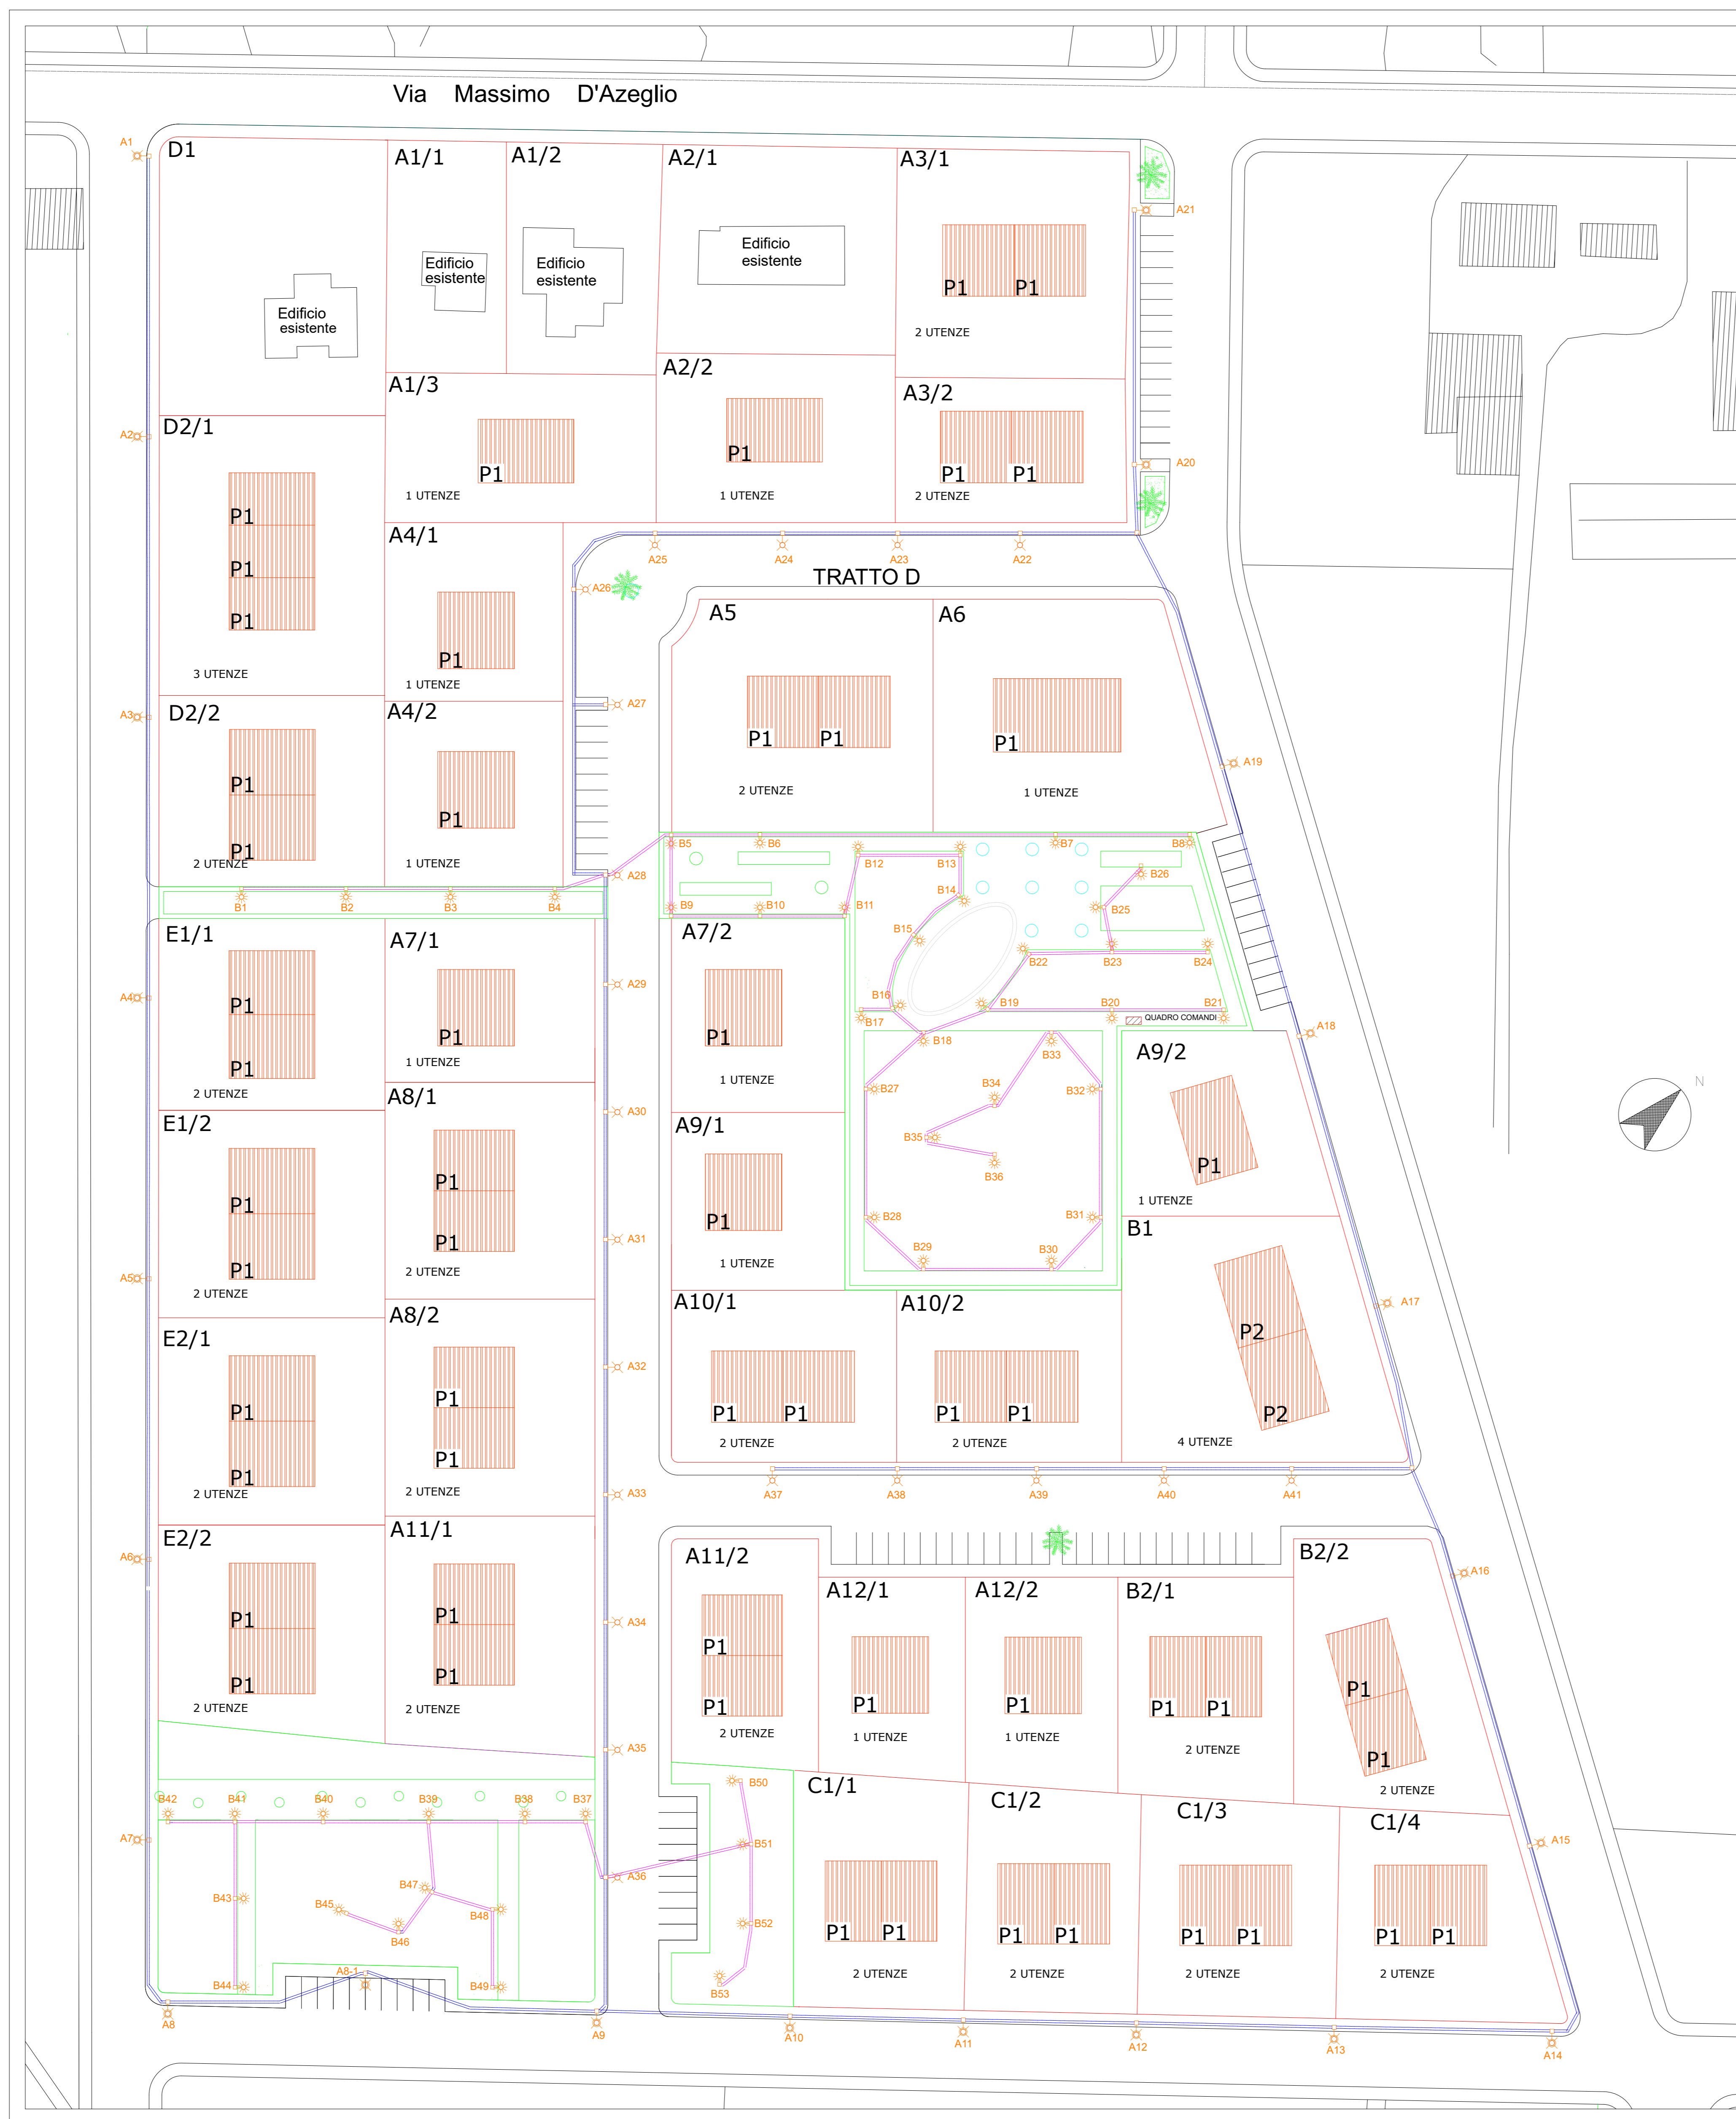 Via Massimo D'Azeglio
A1
D1
A1/1
A1/2
A2/1
A3/1
A21
Edificio
esistente
Edificio
esistente
Edificio
esistente
Edificio
esistente
P1 P1
2 UTENZE
A2
D2/1
A1/3
A2/2
A3/2
P1
1 UTENZE
P1
1 UTENZE
P1 P1
2 UTENZE
A20
P1
P1
P1
3 UTENZE
A4/1
P1
1 UTENZE
A25
A24
A23
A22
A26
TRATTO D
A5
A6
A3
D2/2
A4/2
A27
P1
P1
2 UTENZE
P1
1 UTENZE
P1 P1
2 UTENZE
P1
1 UTENZE
A19
B1
B2
B3
B4
A28
B5
B6
B7
B8
B12
B13
B14
B26
B9
B10
B11
B25
B15
B22
B23
B24
B16
B17
B19
B20
B21
QUADRO COMANDI
B18
B33
A18
E1/1
A7/1
A7/2
A29
A4
P1
P1
2 UTENZE
P1
1 UTENZE
P1
1 UTENZE
A9/2
N
B27
B34
B32
B35
B36
B28
B31
B29
B30
A8/1
A30
E1/2
A9/1
P1
1 UTENZE
P1
P1
2 UTENZE
P1
P1
2 UTENZE
P1
1 UTENZE
A31
A5
B1
P2
P2
4 UTENZE
A17
A10/1
A10/2
E2/1
A8/2
A32
P1
P1
2 UTENZE
P1
P1
2 UTENZE
P1 P1
2 UTENZE
P1 P1
2 UTENZE
A33
A37
A38
A39
A40
A41
E2/2
A11/1
A11/2
B2/2
A6
A16
A12/1
A12/2
B2/1
P1
P1
2 UTENZE
P1
P1
2 UTENZE
A34
P1
P1
2 UTENZE
P1
1 UTENZE
P1
1 UTENZE
P1 P1
2 UTENZE
P1
P1
2 UTENZE
A35
B50
C1/1
C1/2
C1/3
C1/4
B42
B41
B40
B39
B38
B37
A7
B51
A15
A36
B47
B43
B45
B48
B46
B52
P1 P1
2 UTENZE
P1 P1
2 UTENZE
P1 P1
2 UTENZE
P1 P1
2 UTENZE
A8-1
B44
B49
B53
A8
A9
A10
A11
A12
A13
A14